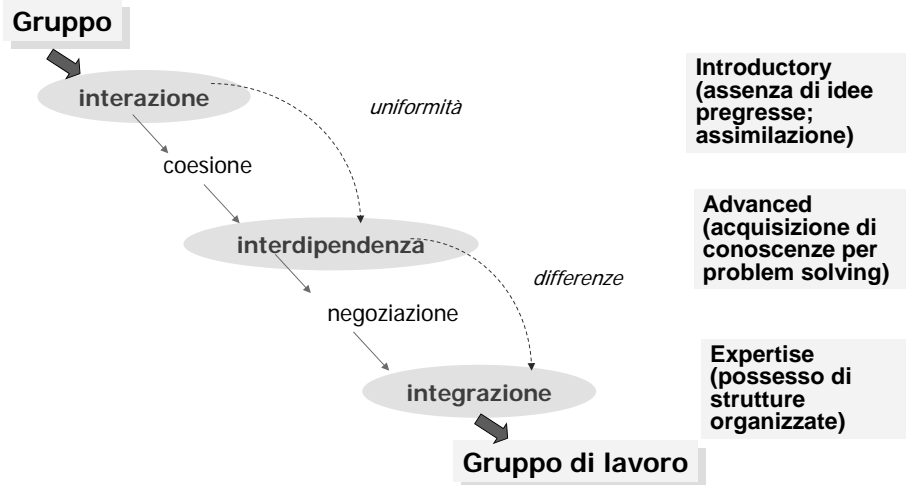 Gruppo
interazione
uniformità
coesione
interdipendenza
differenze
negoziazione
integrazione
Gruppo di lavoro
Introductory
(assenza di idee
pregresse;
assimilazione)
Advanced
(acquisizione di
conoscenze per
problem solving)
Expertise
(possesso di
strutture
organizzate)